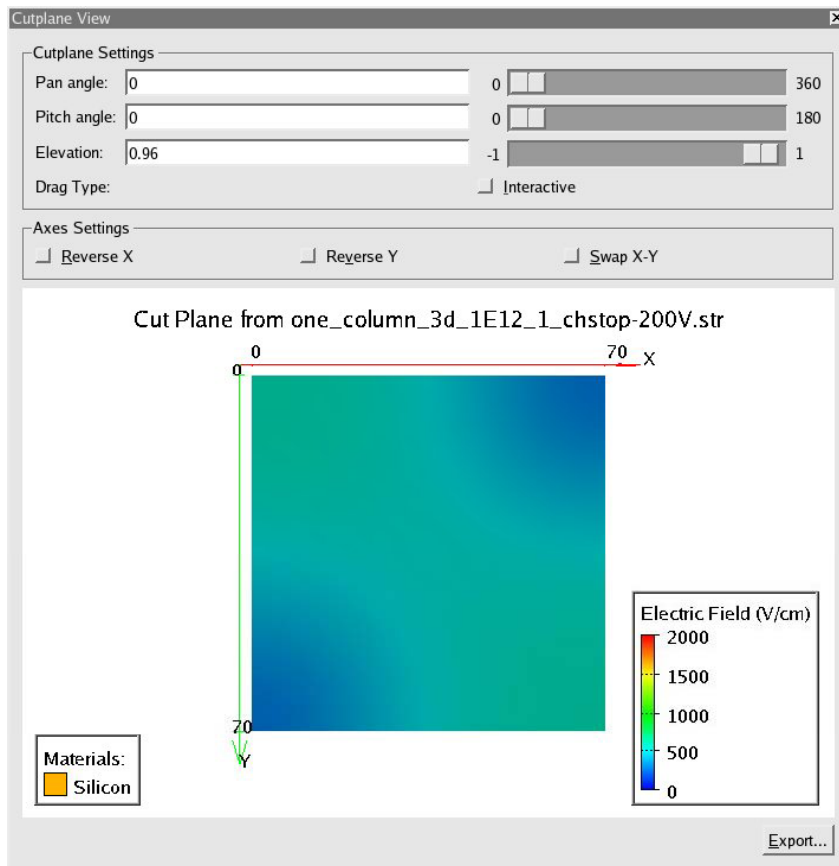 Cutplane View
Cutplane Settings
Pan angle: 0 0 360
Pitch angle: 0 0 180
Elevation: 0.96 -1 1
Drag Type: Interactive
Axes Settings
Reverse X Reverse Y Swap X-Y
Cut Plane from one_column_3d_1E12_1_chstop-200V.str
0 70 X
0
70
Y
Electric Field (V/cm)
2000
1500
1000
500
0
Materials:
Silicon
Export...